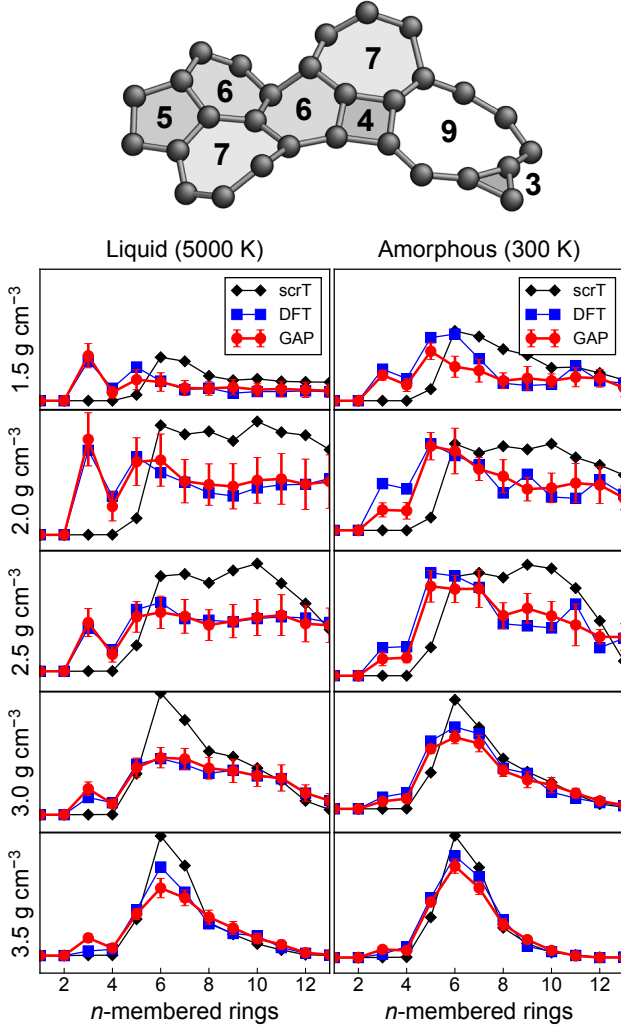 7
6
6
5
4
9
7
3
Liquid (5000 K)
Amorphous (300 K)
scrT
DFT
GAP
scrT
DFT
GAP
1.5 g cm⁻³
2.0 g cm⁻³
2.5 g cm⁻³
3.0 g cm⁻³
3.5 g cm⁻³
2 4 6 8 10 12
2 4 6 8 10 12
n-membered rings
n-membered rings